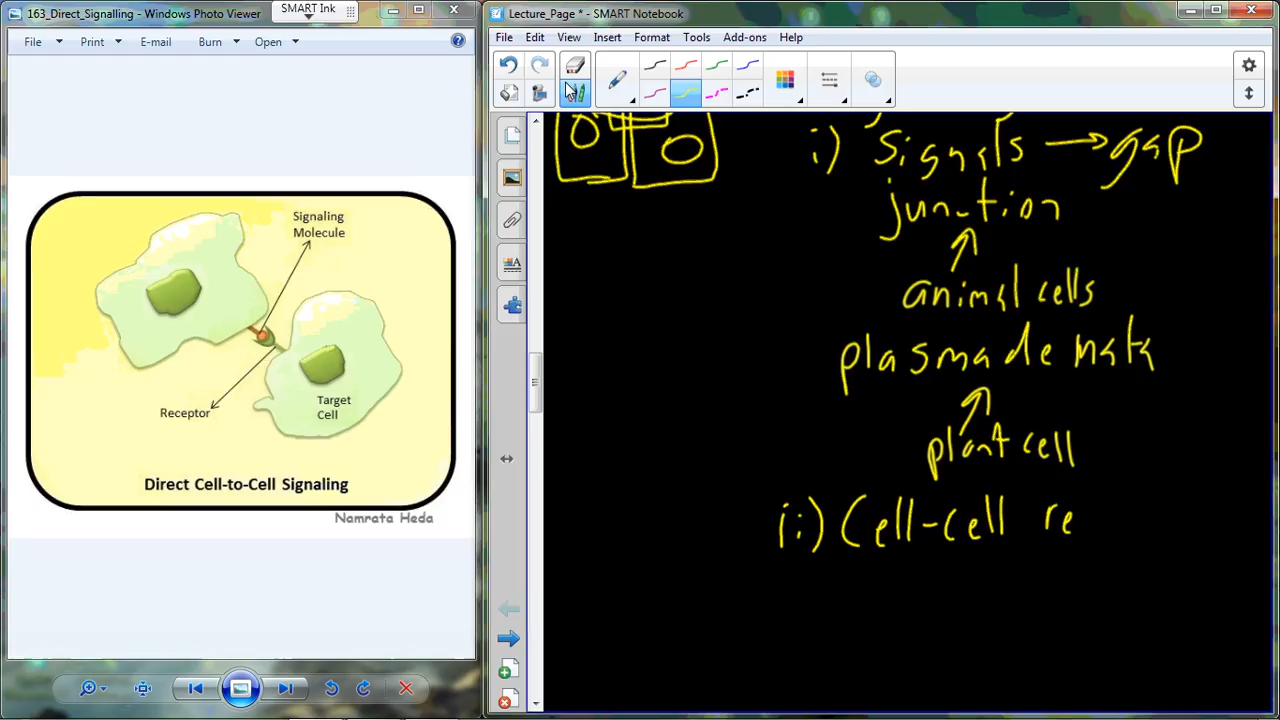 163_Direct_Signalling - Windows Photo Viewer
SMART Ink
File Print E-mail Burn Open
Signaling
Molecule
Receptor
Target
Cell
Direct Cell-to-Cell Signaling
Namrata Heda
Lecture_Page * - SMART Notebook
File Edit View Insert Format Tools Add-ons Help
i) signals → gap
junction
animal cells
plasmademata
plant cell
ii) Cell-cell re